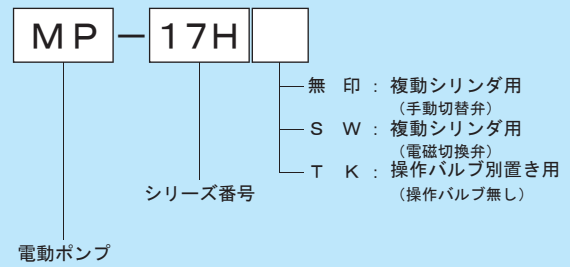 MP－17H
無　印：複動シリンダ用
（手動切替弁）
Ｓ　Ｗ：複動シリンダ用
（電磁切換弁）
Ｔ　Ｋ：操作バルブ別置き用
（操作バルブ無し）
シリーズ番号
電動ポンプ